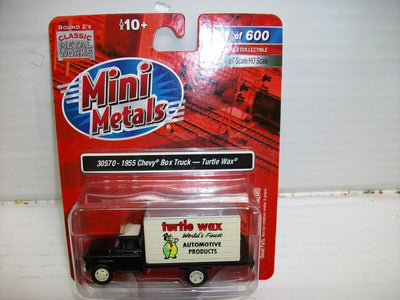 ROUND 2's
CLASSIC
METAL
WORKS
10+
of 600
COLLECTIBLE
Scale/HO Scale
Mini
Metals
30570 - 1955 Chevy® Box Truck — Turtle Wax®
turtle wax
World's Finest
AUTOMOTIVE
PRODUCTS